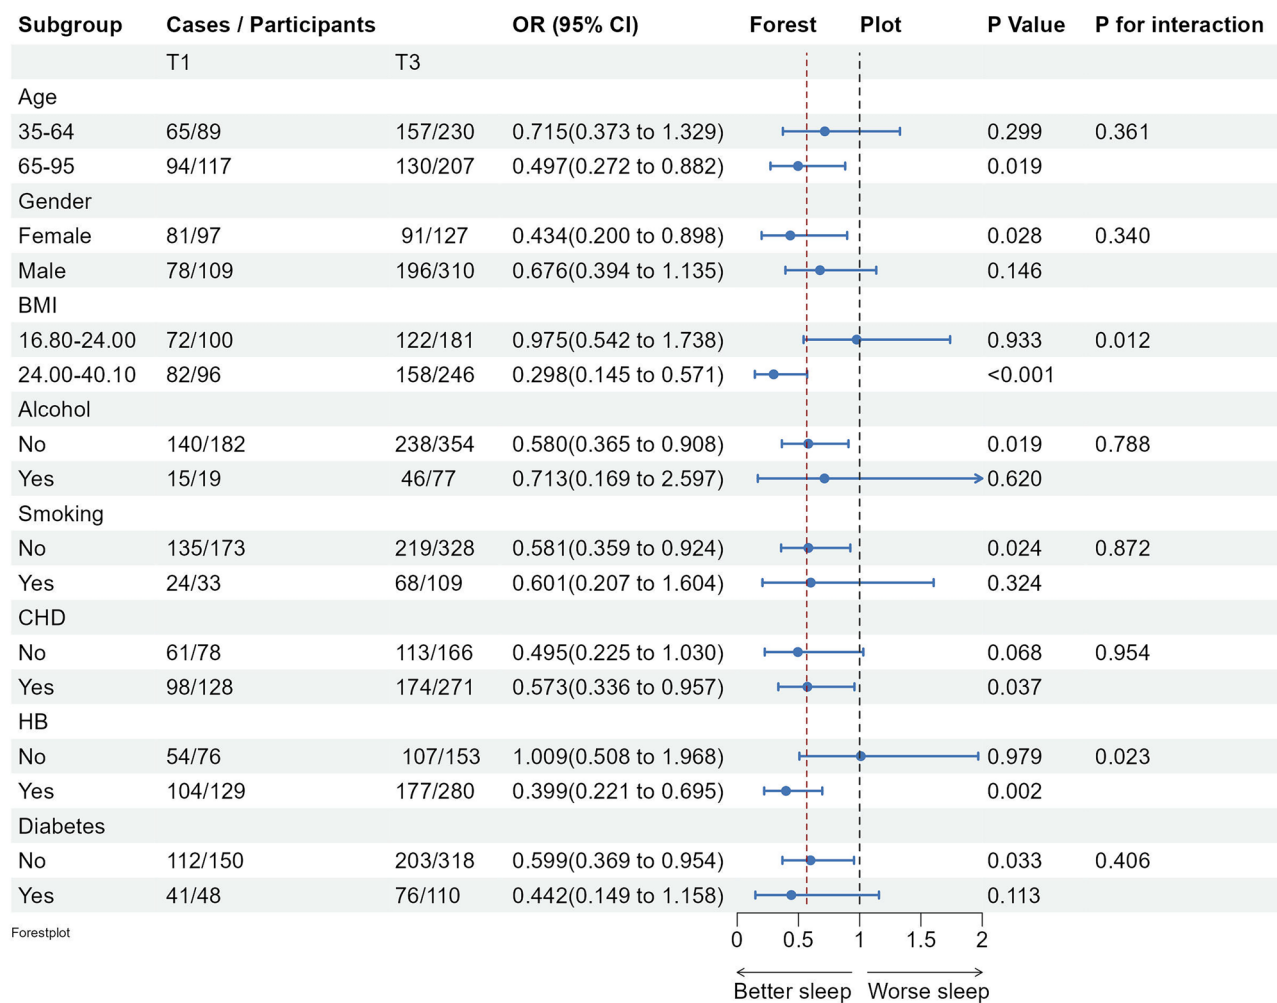 Subgroup Cases / Participants OR (95% CI) Forest Plot P Value P for interaction
T1 T3
Age
35-64 65/89 157/230 0.715(0.373 to 1.329) 0.299 0.361
65-95 94/117 130/207 0.497(0.272 to 0.882) 0.019
Gender
Female 81/97 91/127 0.434(0.200 to 0.898) 0.028 0.340
Male 78/109 196/310 0.676(0.394 to 1.135) 0.146
BMI
16.80-24.00 72/100 122/181 0.975(0.542 to 1.738) 0.933 0.012
24.00-40.10 82/96 158/246 0.298(0.145 to 0.571) <0.001
Alcohol
No 140/182 238/354 0.580(0.365 to 0.908) 0.019 0.788
Yes 15/19 46/77 0.713(0.169 to 2.597) 0.620
Smoking
No 135/173 219/328 0.581(0.359 to 0.924) 0.024 0.872
Yes 24/33 68/109 0.601(0.207 to 1.604) 0.324
CHD
No 61/78 113/166 0.495(0.225 to 1.030) 0.068 0.954
Yes 98/128 174/271 0.573(0.336 to 0.957) 0.037
HB
No 54/76 107/153 1.009(0.508 to 1.968) 0.979 0.023
Yes 104/129 177/280 0.399(0.221 to 0.695) 0.002
Diabetes
No 112/150 203/318 0.599(0.369 to 0.954) 0.033 0.406
Yes 41/48 76/110 0.442(0.149 to 1.158) 0.113
Forestplot
0 0.5 1 1.5 2
Better sleep Worse sleep